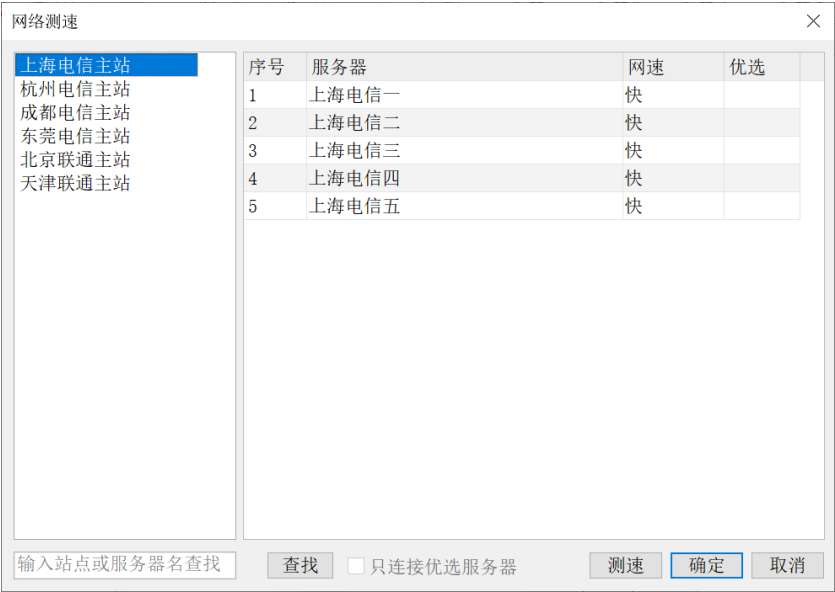 网络测速
上海电信主站
杭州电信主站
成都电信主站
东莞电信主站
北京联通主站
天津联通主站
序号 服务器 网速 优选
1 上海电信一 快
2 上海电信二 快
3 上海电信三 快
4 上海电信四 快
5 上海电信五 快
输入站点或服务器名查找 查找 只连接优选服务器 测速 确定 取消